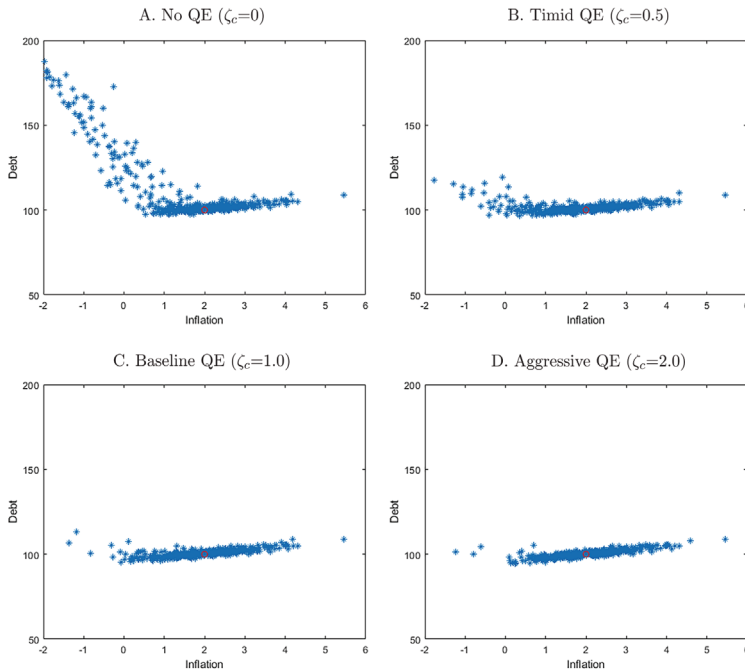 A. No QE (ζc=0)
200
150
100
50
Debt
-2 -1 0 1 2 3 4 5 6
Inflation
B. Timid QE (ζc=0.5)
200
150
100
50
Debt
-2 -1 0 1 2 3 4 5 6
Inflation
C. Baseline QE (ζc=1.0)
200
150
100
50
Debt
-2 -1 0 1 2 3 4 5 6
Inflation
D. Aggressive QE (ζc=2.0)
200
150
100
50
Debt
-2 -1 0 1 2 3 4 5
Inflation